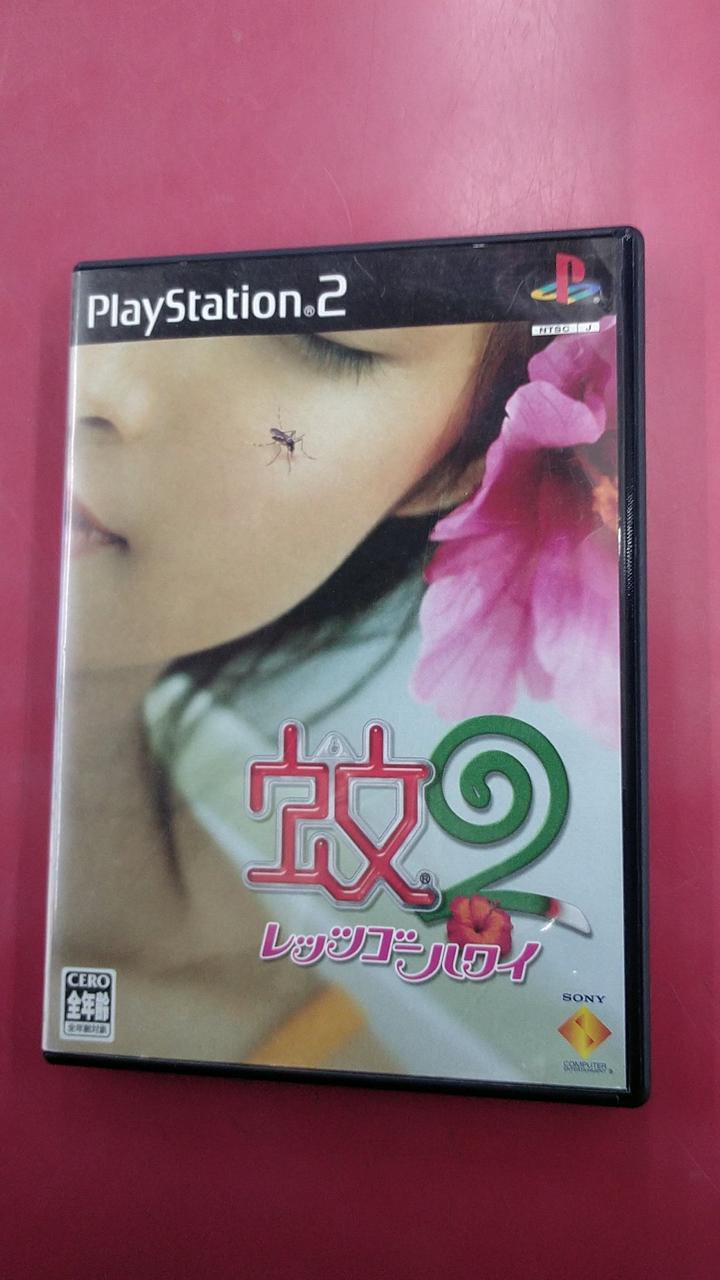 PlayStation®2
NTSC J
蚊2
®
レッツゴーハワイ
CERO
全年齢
全年齢対象
SONY
COMPUTER
ENTERTAINMENT®